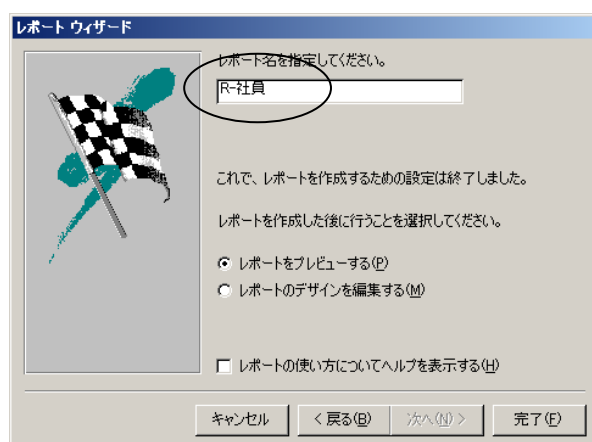 レポート ウィザード
レポート名を指定してください。
R-社員
これで、レポートを作成するための設定は終了しました。
レポートを作成した後に行うことを選択してください。
レポートをプレビューする(P)
レポートのデザインを編集する(M)
レポートの使い方についてヘルプを表示する(H)
キャンセル
< 戻る(B)
次へ(N) >
完了(F)